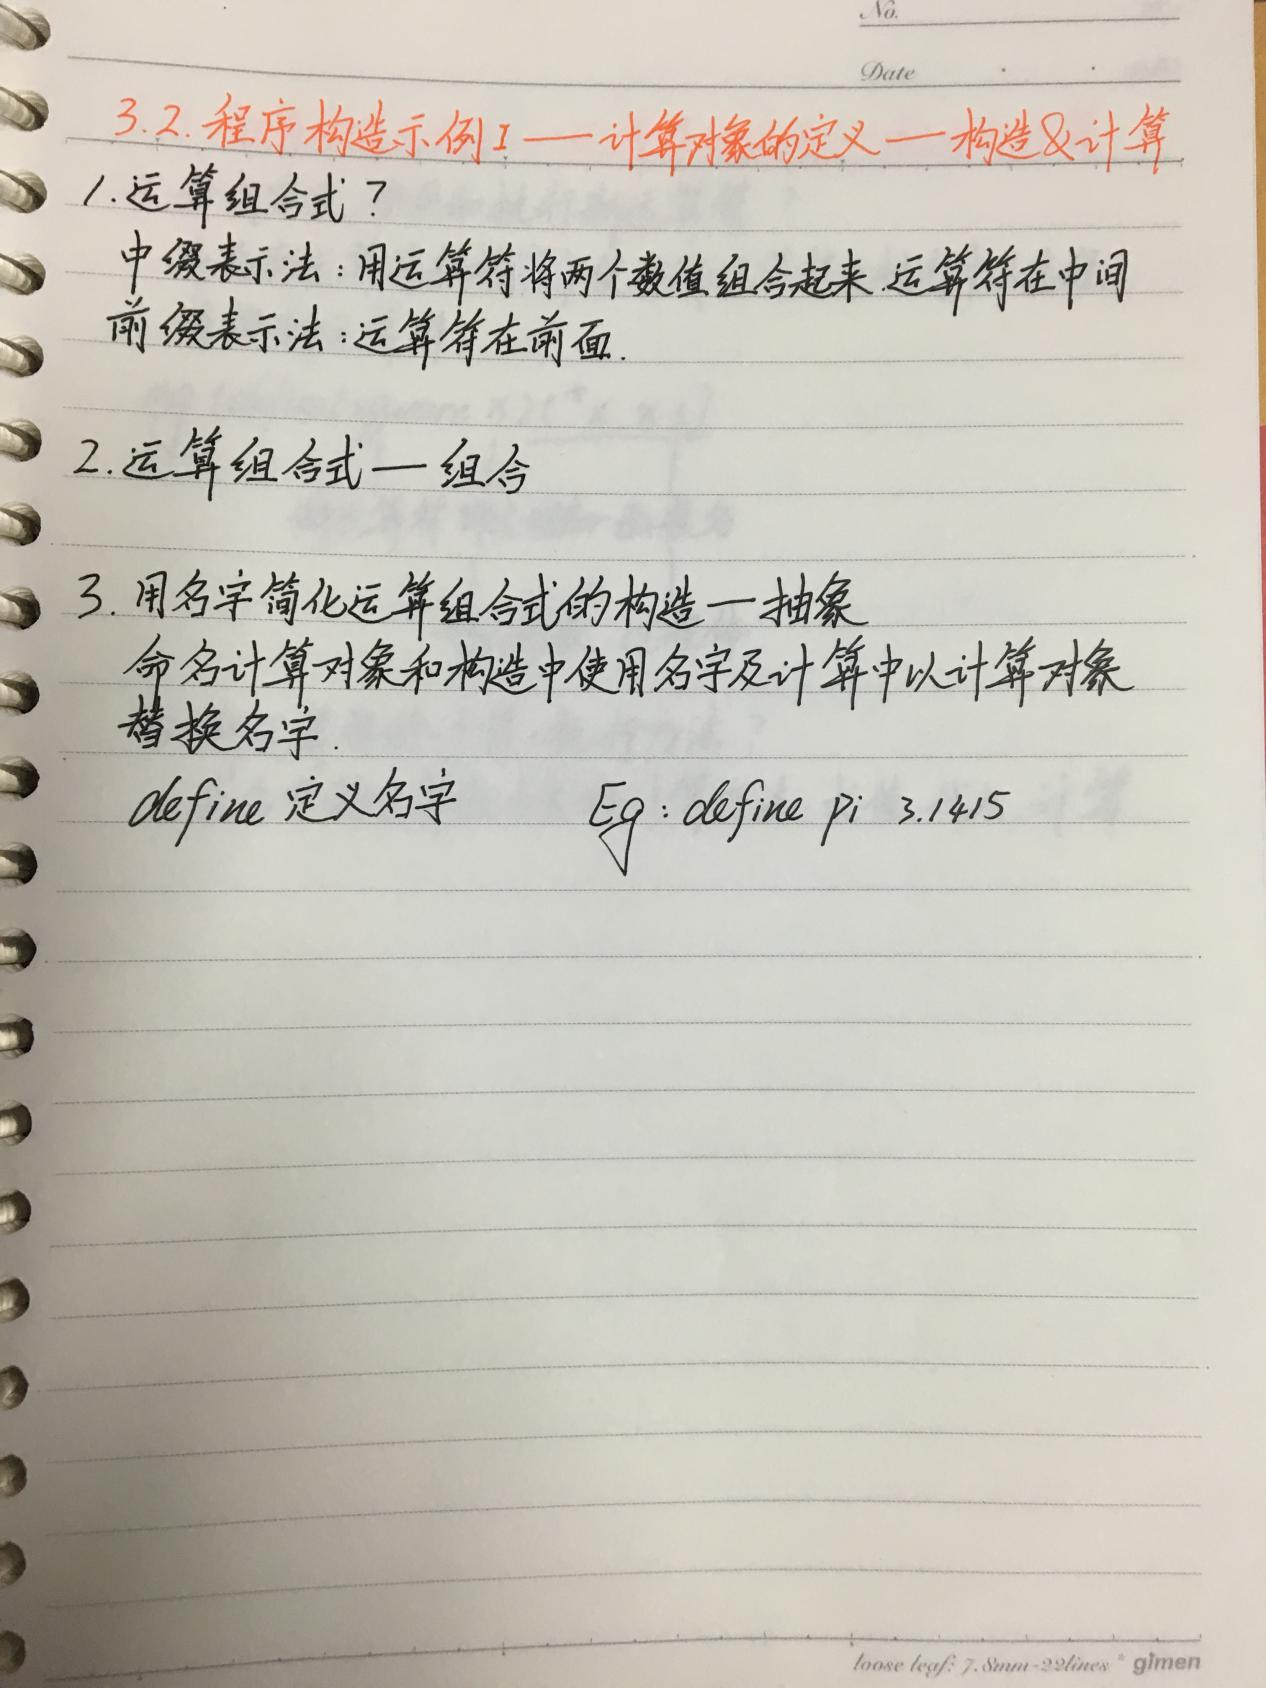 No.
Date
3.2. 程序构造示例I——计算对象的定义—构造&计算
1. 运算组合式？
中缀表示法：用运算符将两个数值组合起来.运算符在中间
前缀表示法：运算符在前面.
2. 运算组合式—组合
3. 用名字简化运算组合式的构造—抽象
命名计算对象和构造中使用名字及计算中以计算对象
替换名字.
define 定义名字 Eg：define pi 3.1415
loose leaf: 7.8mm-22lines * gimen